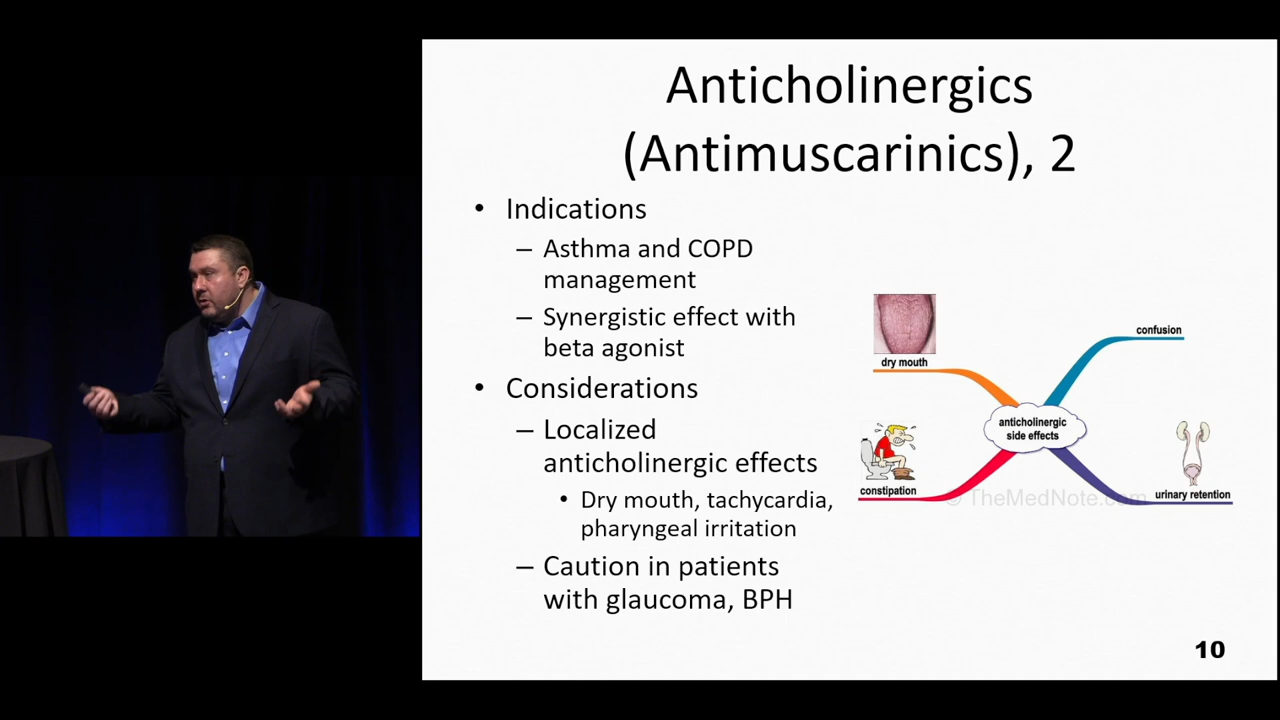 Anticholinergics
(Antimuscarinics), 2
• Indications
– Asthma and COPD
management
– Synergistic effect with
beta agonist
• Considerations
– Localized
anticholinergic effects
• Dry mouth, tachycardia,
pharyngeal irritation
– Caution in patients
with glaucoma, BPH
dry mouth
confusion
anticholinergic
side effects
constipation
urinary retention
© TheMedNote.com
10